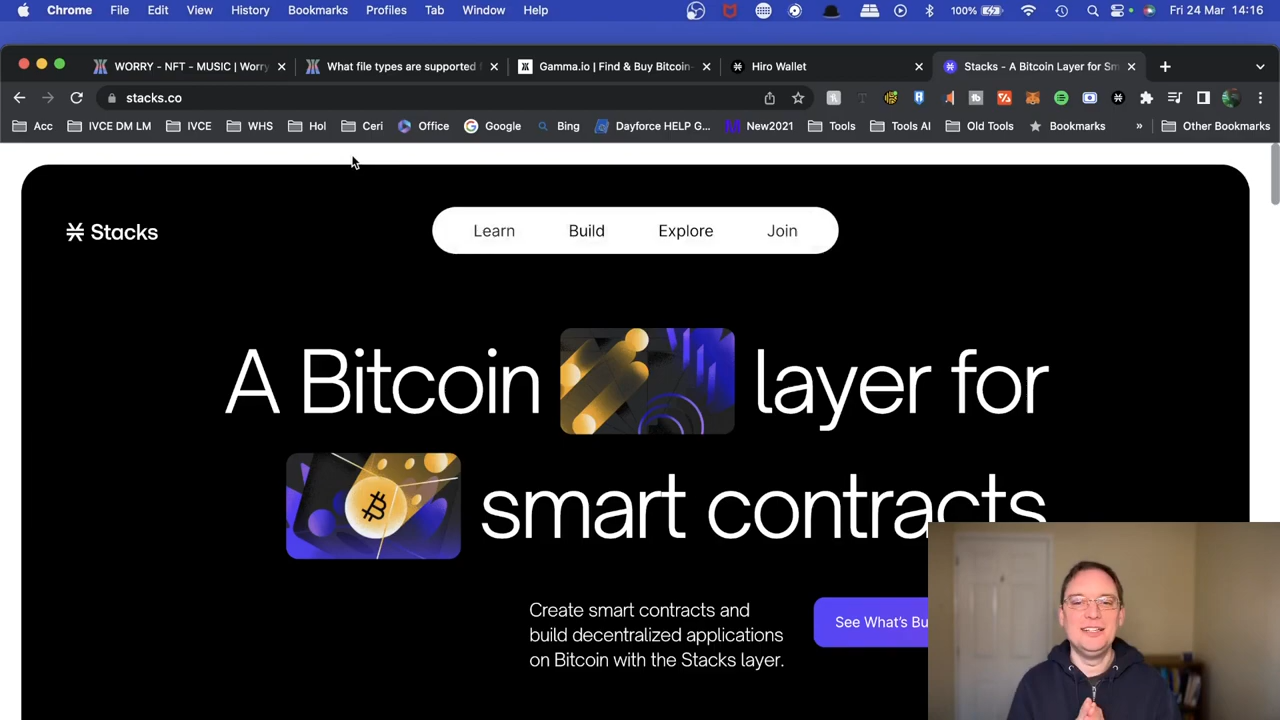 Chrome File Edit View History Bookmarks Profiles Tab Window Help 100% Fri 24 Mar 14:16
WORRY - NFT - MUSIC | Worry What file types are supported Gamma.io | Find & Buy Bitcoin- Hiro Wallet Stacks - A Bitcoin Layer for Sm
stacks.co
Acc IVCE DM LM IVCE WHS Hol Ceri Office Google Bing Dayforce HELP G... New2021 Tools Tools AI Old Tools Bookmarks » Other Bookmarks
Stacks Learn Build Explore Join
A Bitcoin layer for
smart contracts
Create smart contracts and
build decentralized applications
on Bitcoin with the Stacks layer.
See What's Bu